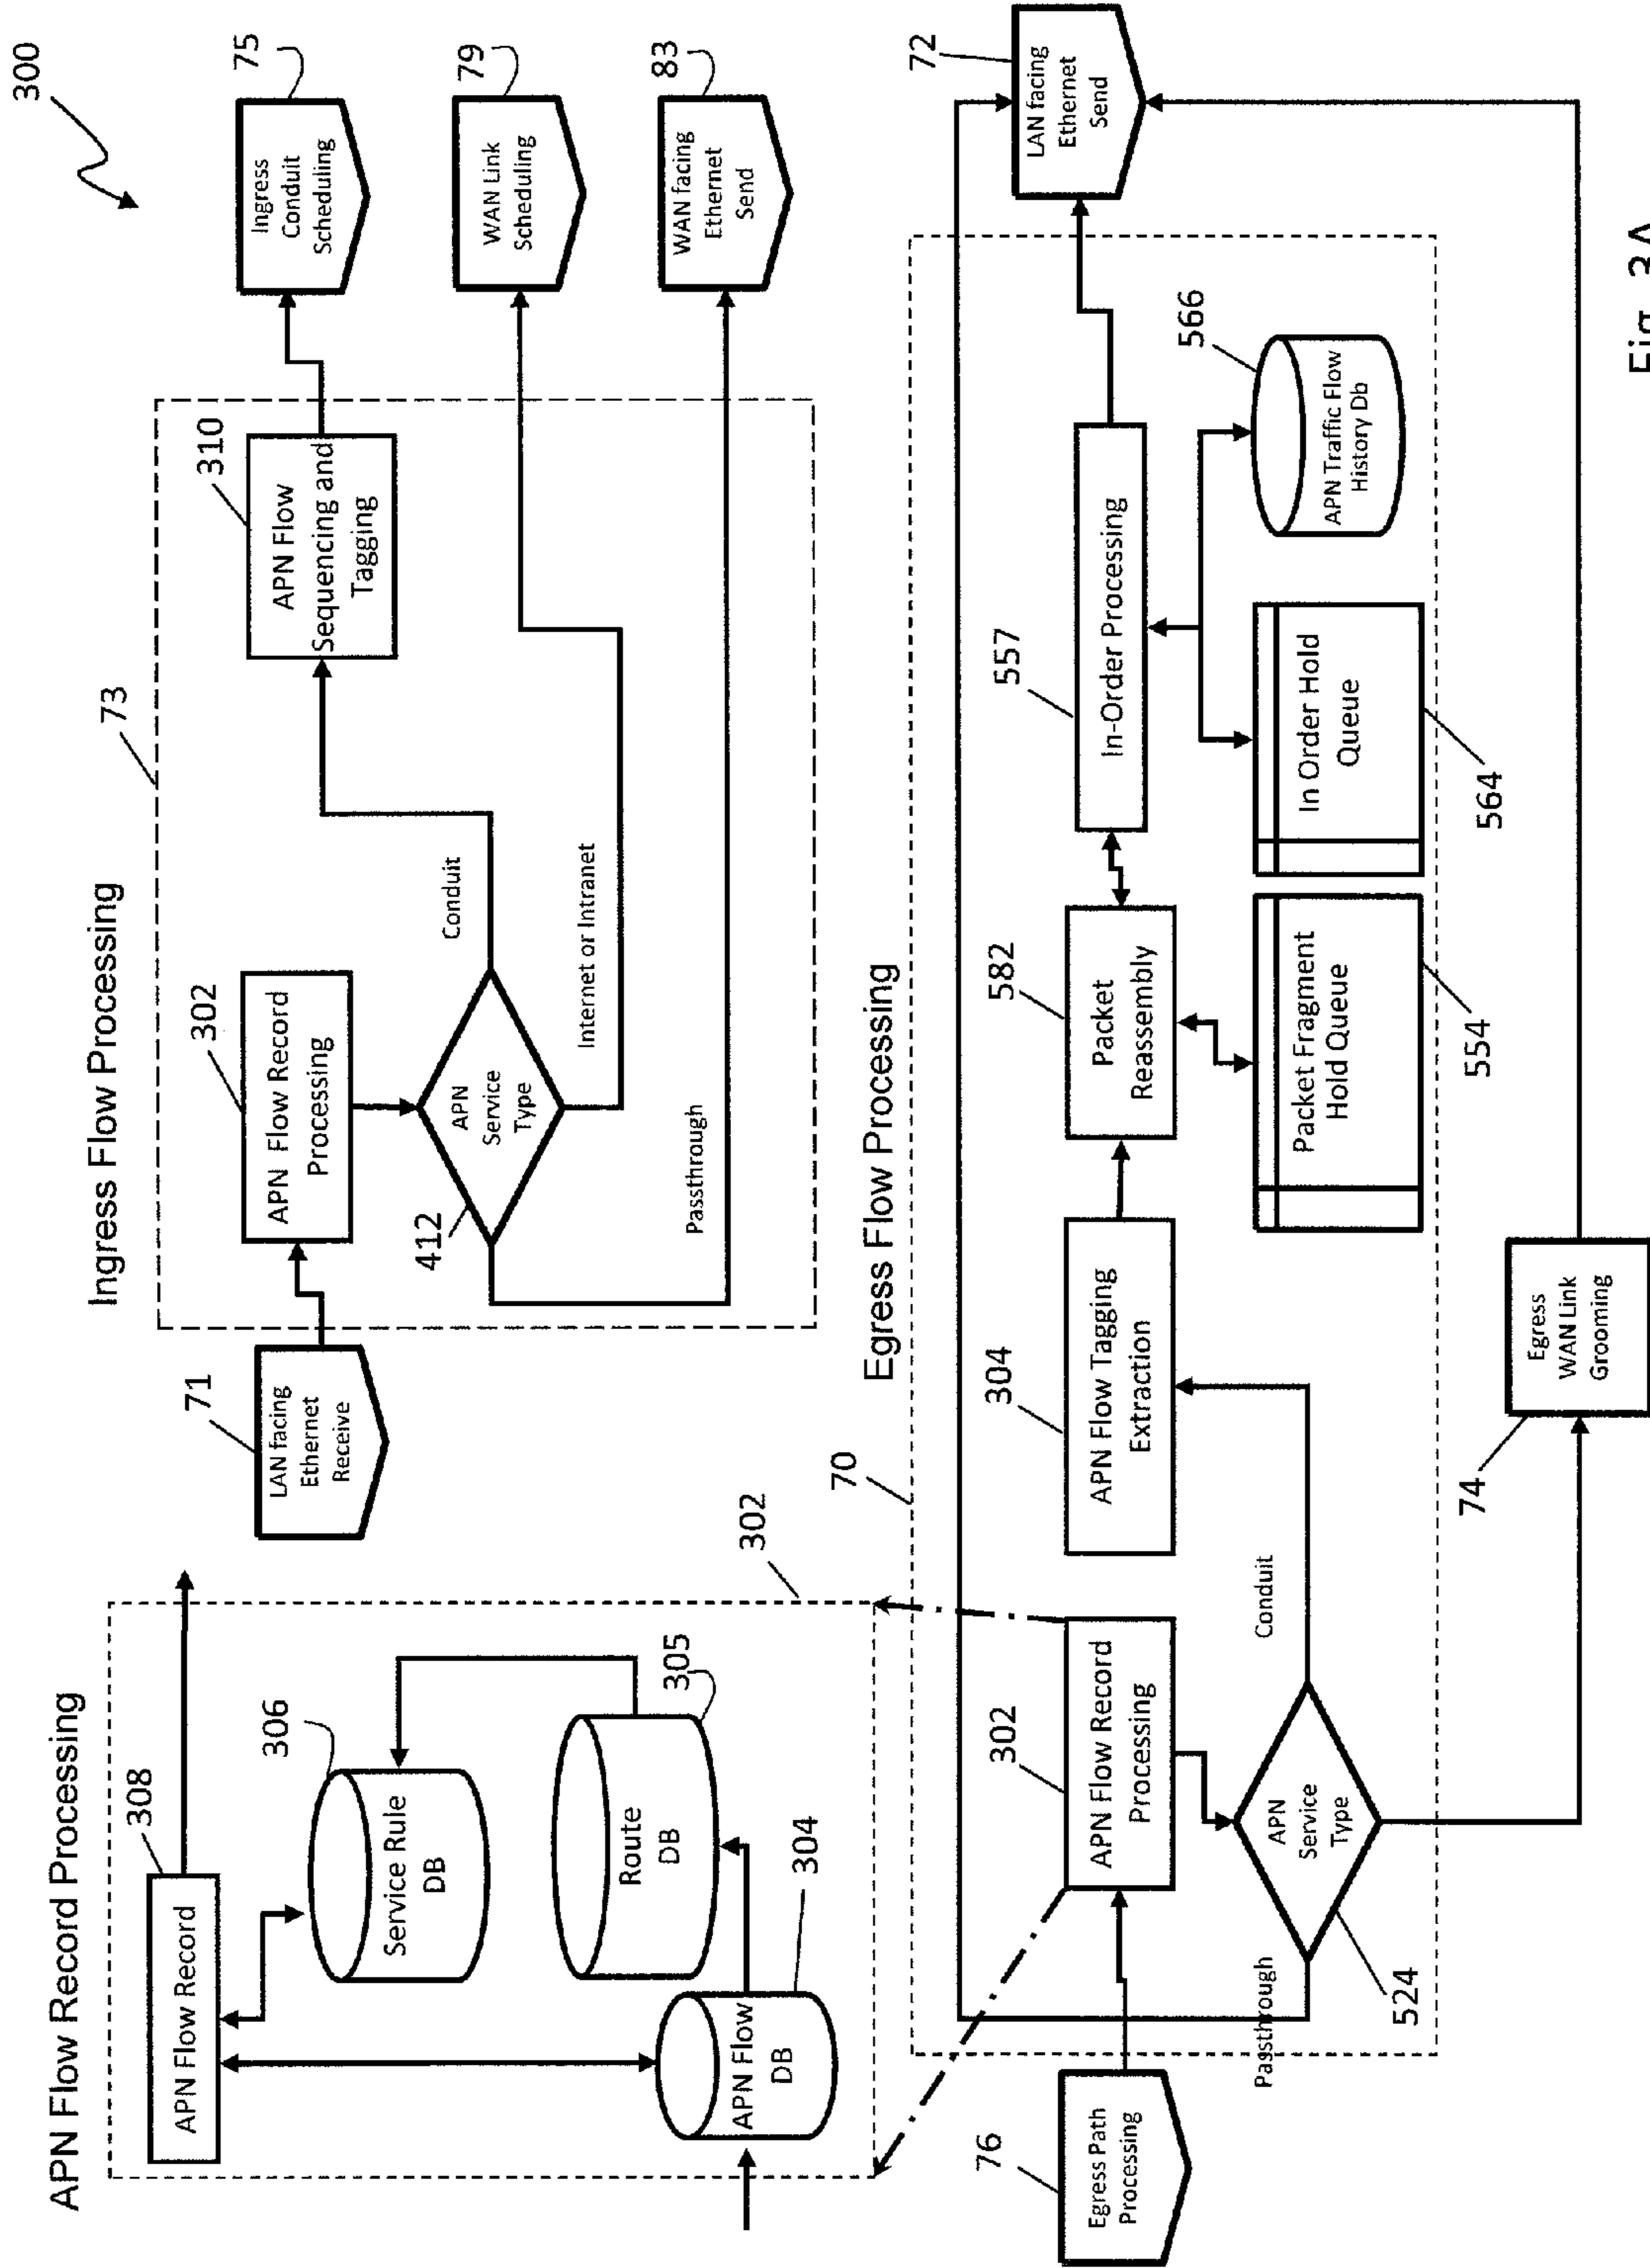 300
APN Flow Record Processing
308
APN Flow Record
306
Service Rule
DB
305
Route
DB
304
APN Flow
DB
302
Ingress Flow Processing
73
71
LAN facing
Ethernet
Receive
302
APN Flow Record
Processing
412
APN
Service
Type
Conduit
Internet or Intranet
Passthrough
310
APN Flow
Sequencing and
Tagging
75
Ingress
Conduit
Scheduling
79
WAN Link
Scheduling
83
WAN facing
Ethernet
Send
Egress Flow Processing
70
76
Egress Path
Processing
302
APN Flow Record
Processing
524
APN
Service
Type
Passthrough
Conduit
304
APN Flow Tagging
Extraction
582
Packet
Reassembly
554
Packet Fragment
Hold Queue
557
In-Order Processing
564
In Order Hold
Queue
566
APN Traffic Flow
History Db
72
LAN facing
Ethernet
Send
74
Egress
WAN Link
Grooming
Fig. 3A